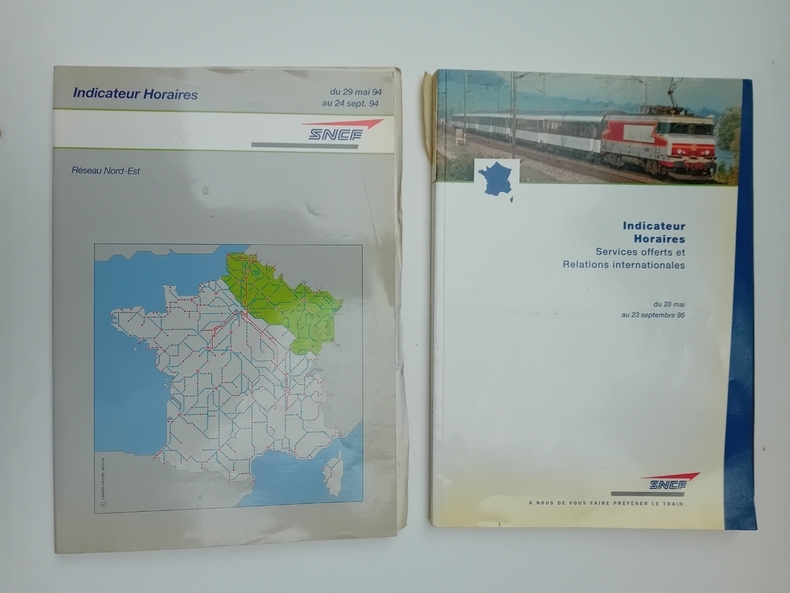 Indicateur Horaires
du 29 mai 94
au 24 sept. 94
SNCF
Réseau Nord-Est
Indicateur
Horaires
Services offerts et
Relations internationales
du 28 mai
au 23 septembre 95
SNCF
À NOUS DE VOUS FAIRE PRÉFÉRER LE TRAIN.